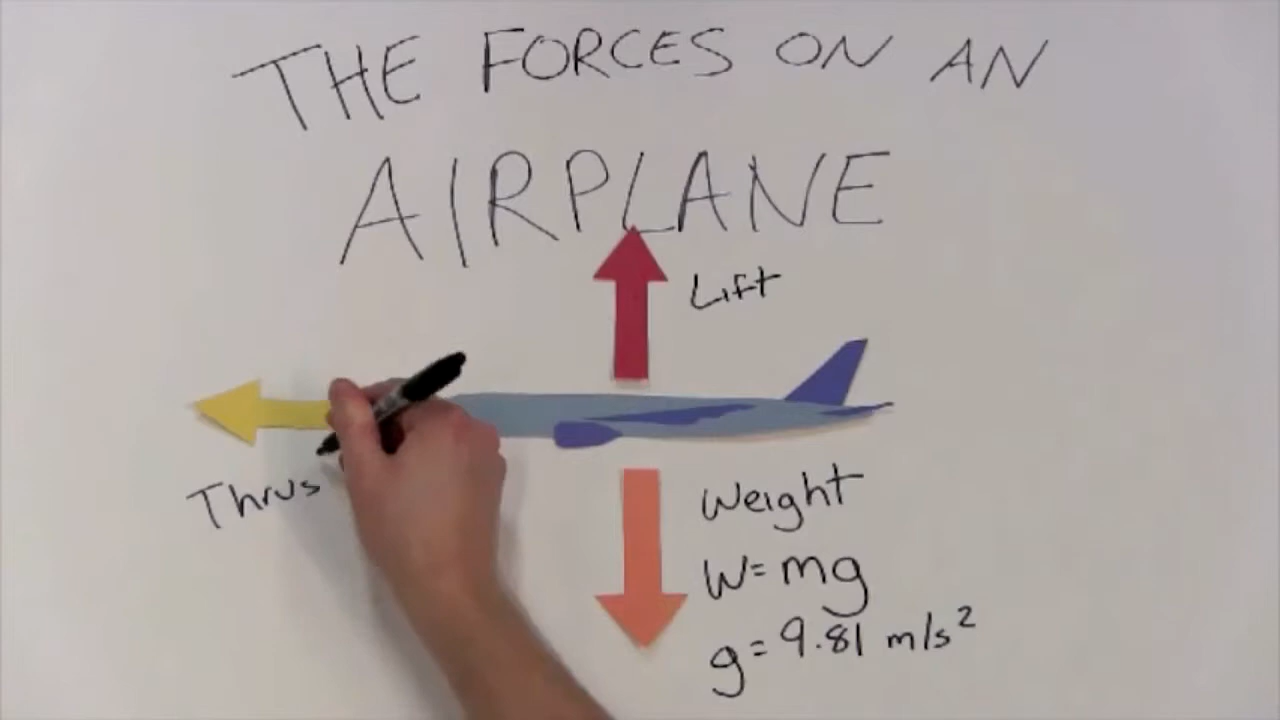 THE FORCES ON AN
AIRPLANE
Lift
Thrus
Weight
W=mg
g=9.81 m/s²